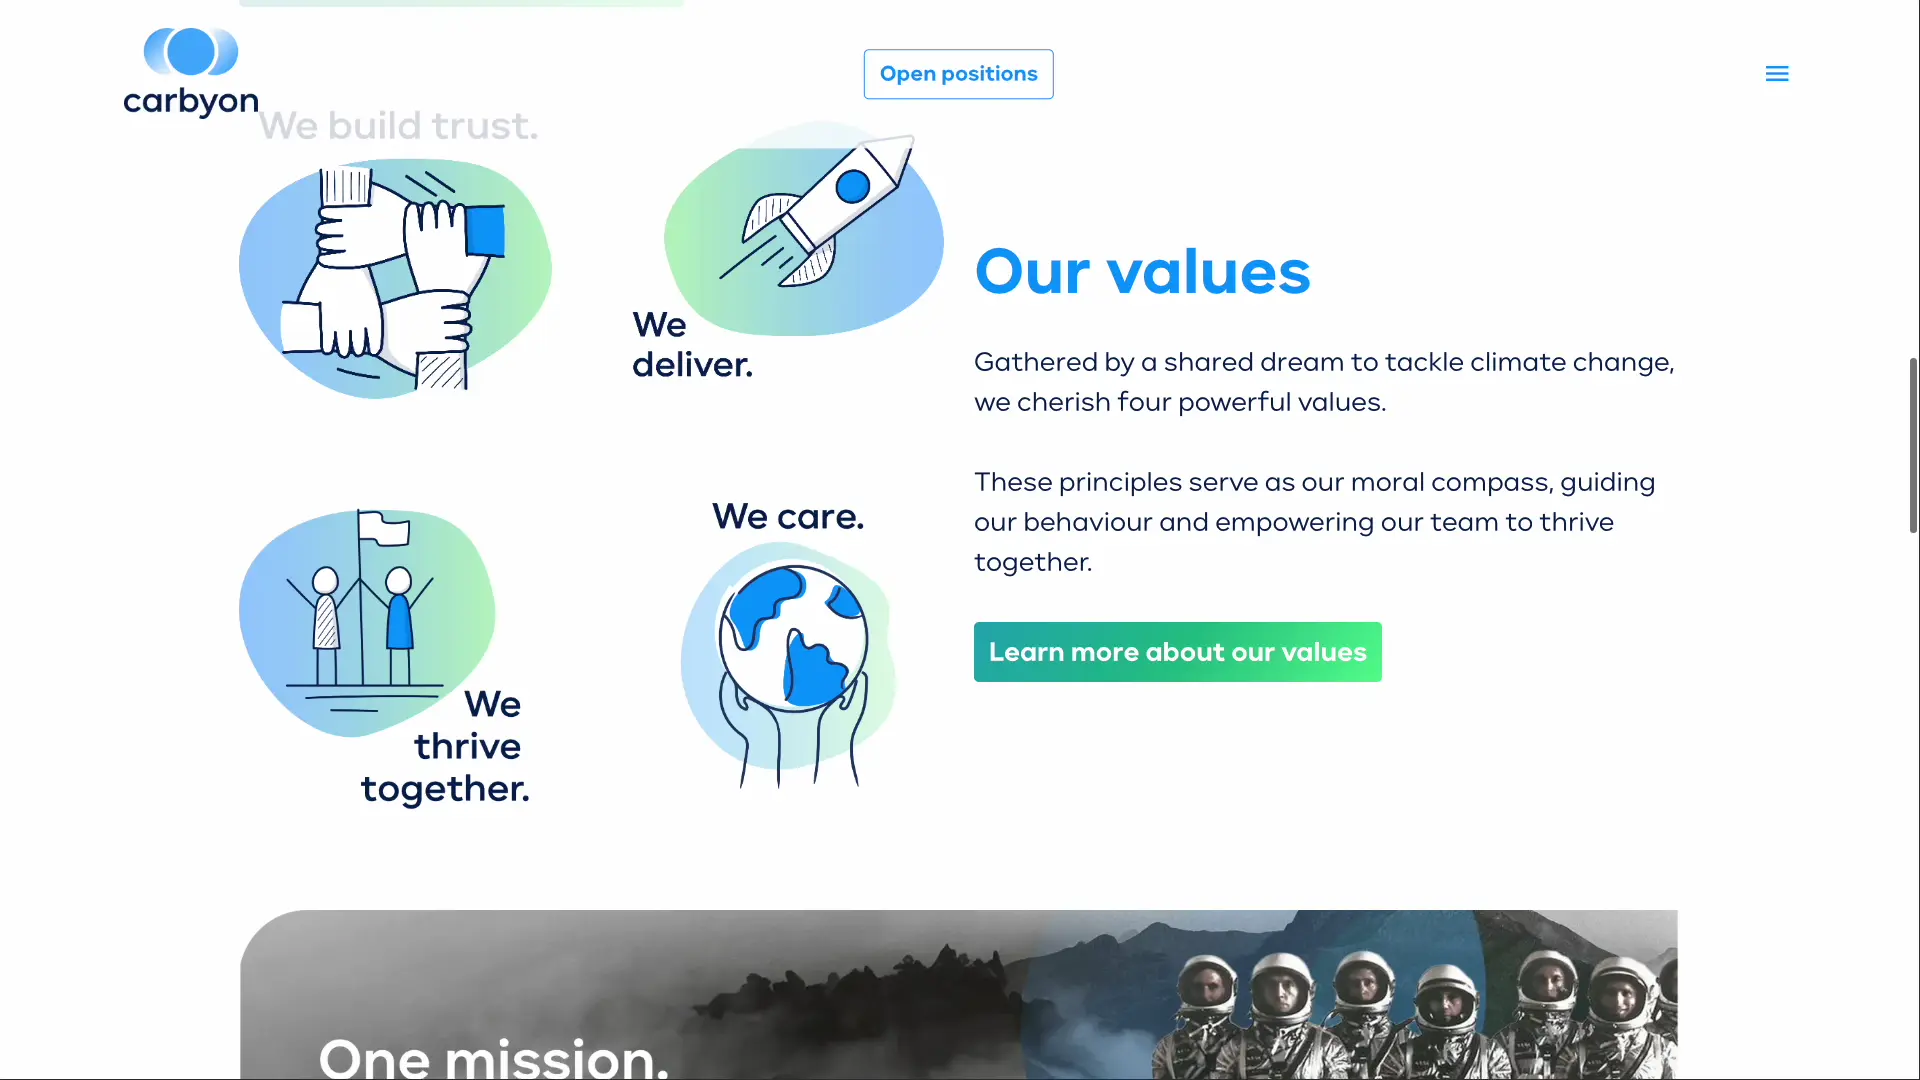 carbyon
Open positions
We build trust.
We
deliver.
We
thrive
together.
We care.
Our values
Gathered by a shared dream to tackle climate change,
we cherish four powerful values.
These principles serve as our moral compass, guiding
our behaviour and empowering our team to thrive
together.
Learn more about our values
One mission.